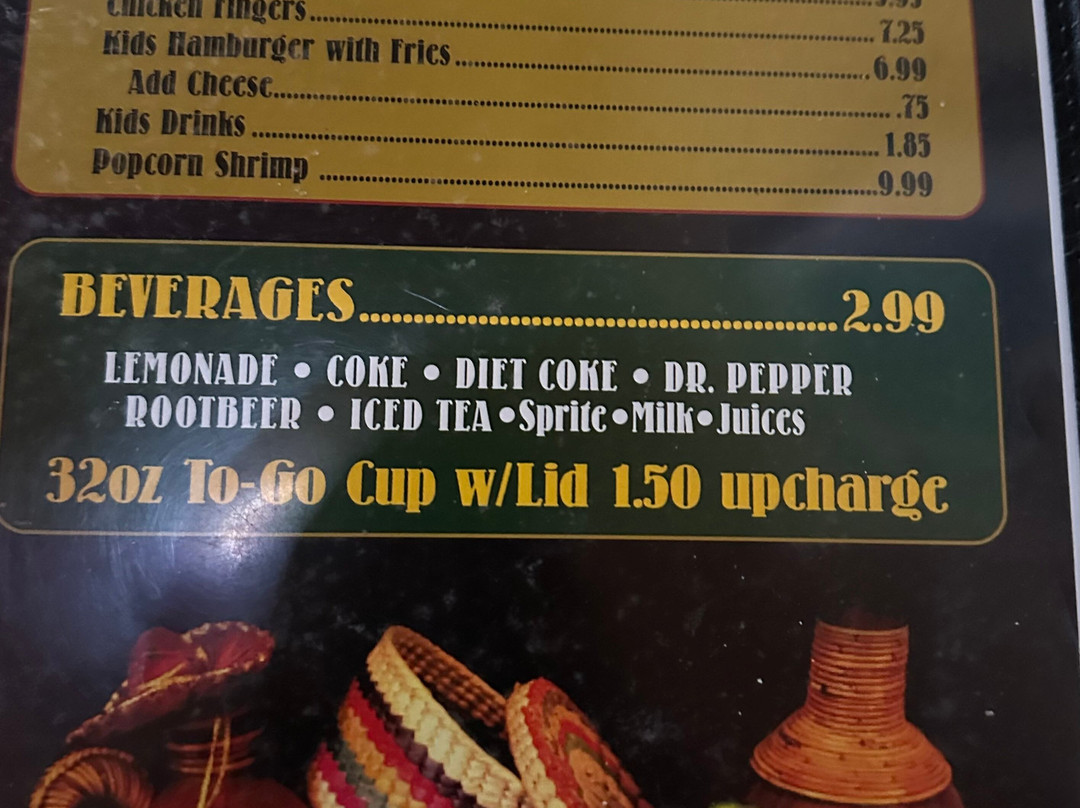 Chicken Fingers.......... 7.25
Kids Hamburger with Fries.......... 6.99
Add Cheese.......... .75
Kids Drinks.......... 1.85
Popcorn Shrimp.......... 9.99
BEVERAGES.......... 2.99
LEMONADE • COKE • DIET COKE • DR. PEPPER
ROOTBEER • ICED TEA •Sprite•Milk•Juices
32oz To-Go Cup w/Lid 1.50 upcharge